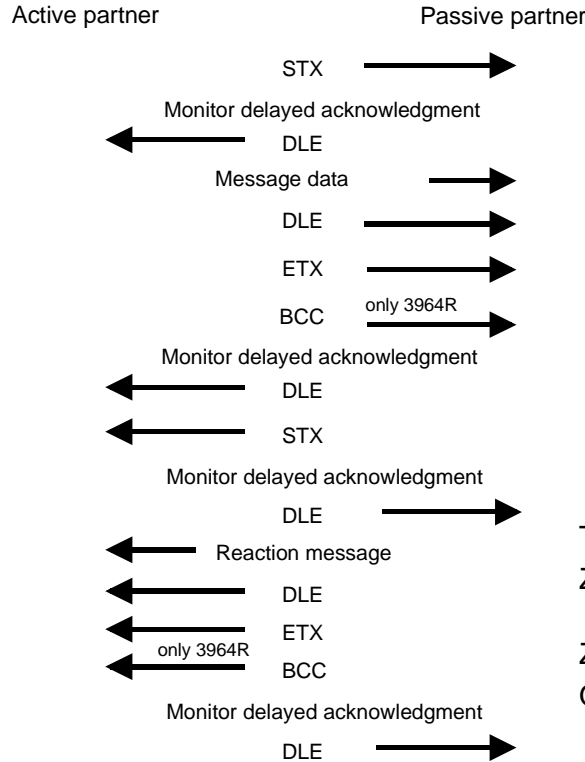 Active partner Passive partner
STX
Monitor delayed acknowledgment
DLE
Message data
DLE
ETX
BCC only 3964R
Monitor delayed acknowledgment
DLE
STX
Monitor delayed acknowledgment
DLE
Reaction message
DLE
ETX
only 3964R BCC
Monitor delayed acknowledgment
DLE